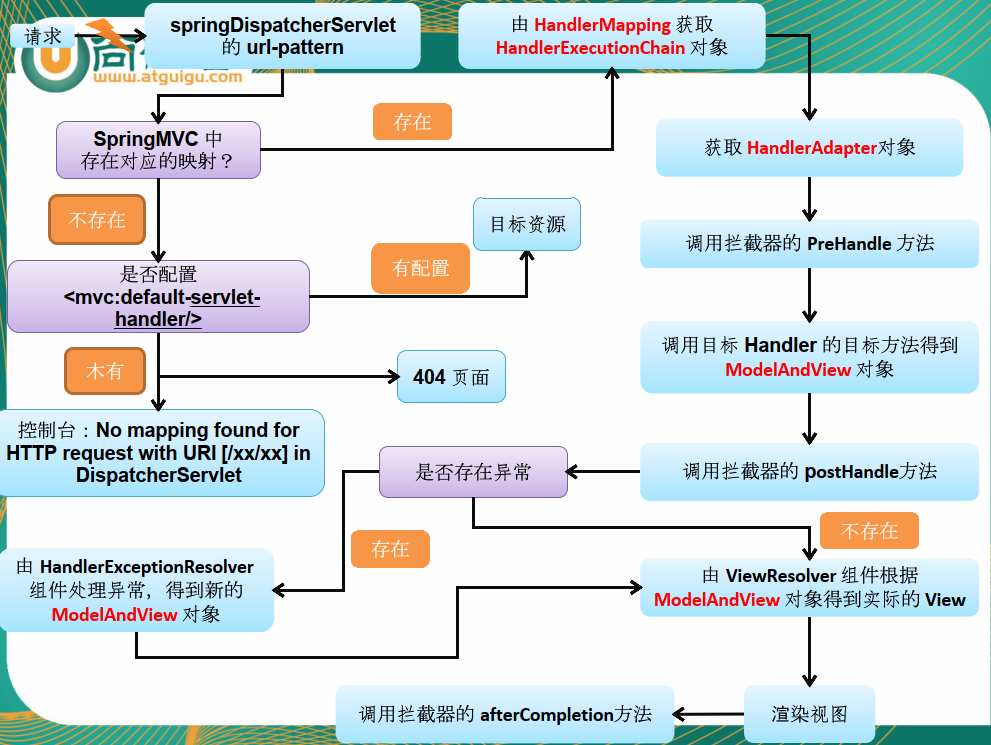 请求
springDispatcherServlet
的 url-pattern
由 HandlerMapping 获取
HandlerExecutionChain 对象
www.atguigu.com
SpringMVC 中
存在对应的映射？
存在
获取 HandlerAdapter对象
不存在
目标资源
调用拦截器的 PreHandle 方法
是否配置
<mvc:default-servlet-
handler/>
有配置
调用目标 Handler 的目标方法得到
ModelAndView 对象
木有
404 页面
控制台：No mapping found for
HTTP request with URI [/xx/xx] in
DispatcherServlet
是否存在异常
调用拦截器的 postHandle方法
存在
不存在
由 HandlerExceptionResolver
组件处理异常，得到新的
ModelAndView 对象
由 ViewResolver 组件根据
ModelAndView 对象得到实际的 View
调用拦截器的 afterCompletion方法
渲染视图